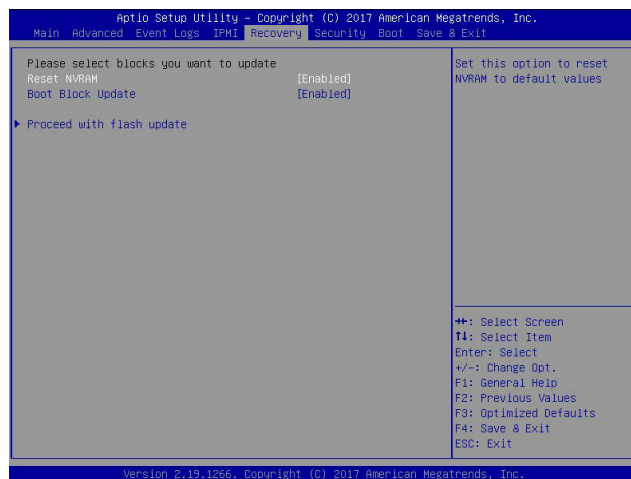 Aptio Setup Utility – Copyright (C) 2017 American Megatrends, Inc.
Main Advanced Event Logs IPMI Recovery Security Boot Save & Exit
Please select blocks you want to update
Reset NVRAM [Enabled]
Boot Block Update [Enabled]
Proceed with flash update
Set this option to reset
NVRAM to default values
→←: Select Screen
↑↓: Select Item
Enter: Select
+/-: Change Opt.
F1: General Help
F2: Previous Values
F3: Optimized Defaults
F4: Save & Exit
ESC: Exit
Version 2.19.1266. Copyright (C) 2017 American Megatrends, Inc.